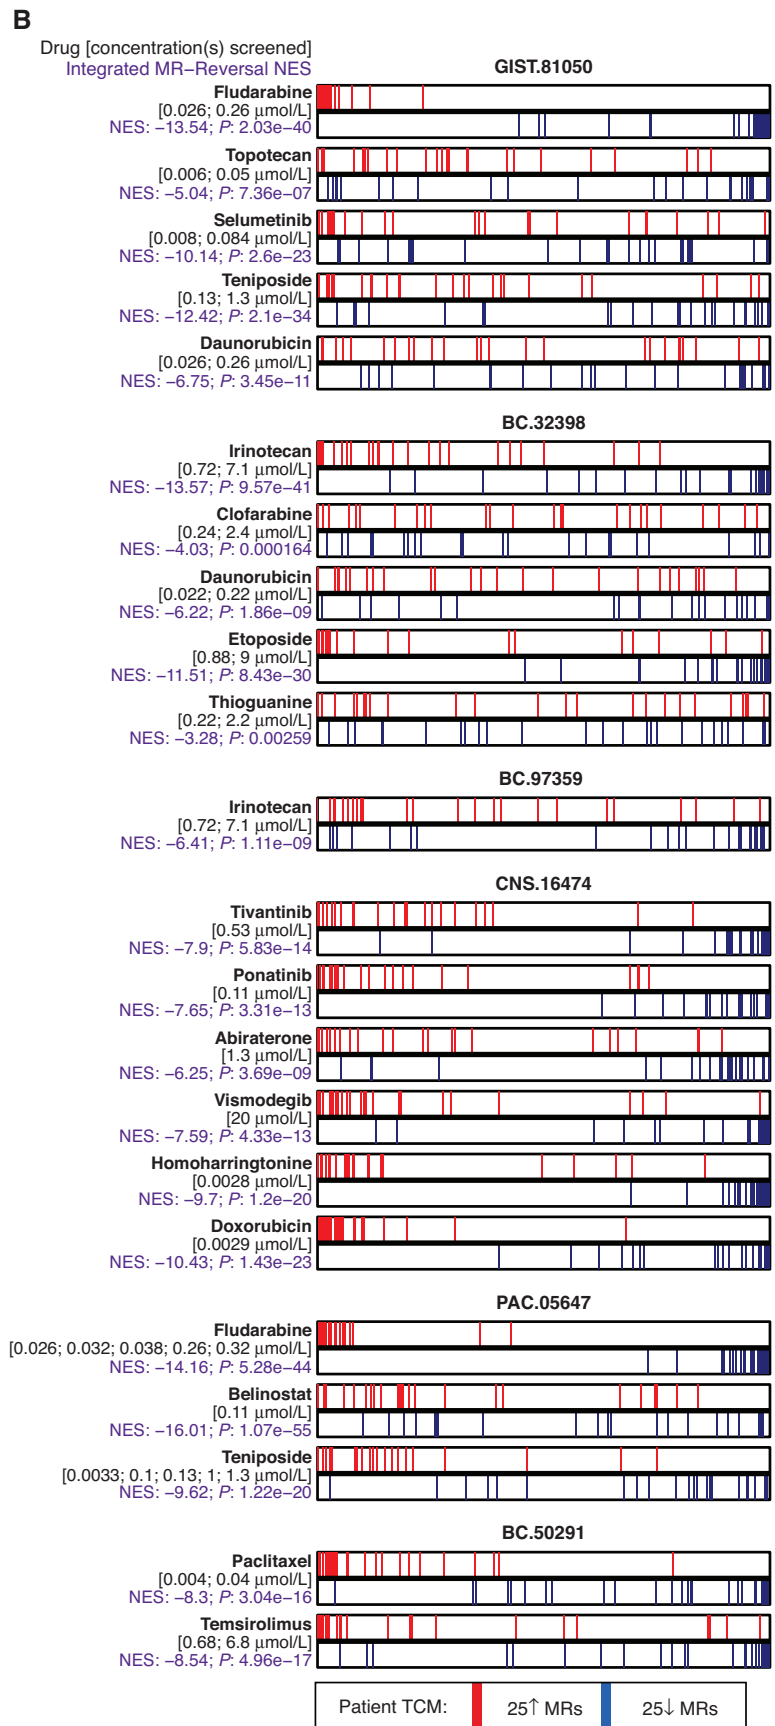 B
Drug [concentration(s) screened]
Integrated MR−Reversal NES
GIST.81050
Fludarabine
[0.026; 0.26 μmol/L]
NES: −13.54; P: 2.03e−40
Topotecan
[0.006; 0.05 μmol/L]
NES: −5.04; P: 7.36e−07
Selumetinib
[0.008; 0.084 μmol/L]
NES: −10.14; P: 2.6e−23
Teniposide
[0.13; 1.3 μmol/L]
NES: −12.42; P: 2.1e−34
Daunorubicin
[0.026; 0.26 μmol/L]
NES: −6.75; P: 3.45e−11
BC.32398
Irinotecan
[0.72; 7.1 μmol/L]
NES: −13.57; P: 9.57e−41
Clofarabine
[0.24; 2.4 μmol/L]
NES: −4.03; P: 0.000164
Daunorubicin
[0.022; 0.22 μmol/L]
NES: −6.22; P: 1.86e−09
Etoposide
[0.88; 9 μmol/L]
NES: −11.51; P: 8.43e−30
Thioguanine
[0.22; 2.2 μmol/L]
NES: −3.28; P: 0.00259
BC.97359
Irinotecan
[0.72; 7.1 μmol/L]
NES: −6.41; P: 1.11e−09
CNS.16474
Tivantinib
[0.53 μmol/L]
NES: −7.9; P: 5.83e−14
Ponatinib
[0.11 μmol/L]
NES: −7.65; P: 3.31e−13
Abiraterone
[1.3 μmol/L]
NES: −6.25; P: 3.69e−09
Vismodegib
[20 μmol/L]
NES: −7.59; P: 4.33e−13
Homoharringtonine
[0.0028 μmol/L]
NES: −9.7; P: 1.2e−20
Doxorubicin
[0.0029 μmol/L]
NES: −10.43; P: 1.43e−23
PAC.05647
Fludarabine
[0.026; 0.032; 0.038; 0.26; 0.32 μmol/L]
NES: −14.16; P: 5.28e−44
Belinostat
[0.11 μmol/L]
NES: −16.01; P: 1.07e−55
Teniposide
[0.0033; 0.1; 0.13; 1; 1.3 μmol/L]
NES: −9.62; P: 1.22e−20
BC.50291
Paclitaxel
[0.004; 0.04 μmol/L]
NES: −8.3; P: 3.04e−16
Temsirolimus
[0.68; 6.8 μmol/L]
NES: −8.54; P: 4.96e−17
Patient TCM: 25↑ MRs 25↓ MRs